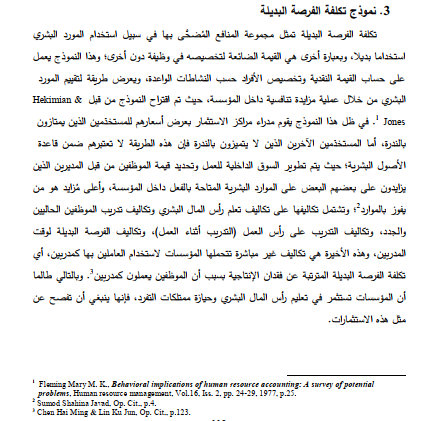 3. نموذج تكلفة الفرصة البديلة
تكلفة الفرصة البديلة تمثل مجموعة المنافع المُضحَّى بها في سبيل استخدام المورد البشري
استخداما بديلا، وبعبارة أخرى هي القيمة الضائعة لتخصيصه في وظيفة دون أخرى؛ وهذا النموذج يعمل
على حساب القيمة النقدية وتخصيص الأفراد حسب النشاطات الواعدة، ويعرض طريقة لتقييم المورد
البشري من خلال عملية مزايدة تنافسية داخل المؤسسة، حيث تم اقتراح النموذج من قبل Hekimian &
Jones 1. في ظل هذا النموذج يقوم مدراء مراكز الاستثمار بعرض أسعارهم للمستخدمين الذين يمتازون
بالندرة، أما المستخدمين الآخرين الذين لا يتميزون بالندرة فإن هذه الطريقة لا تعتبرهم ضمن قاعدة
الأصول البشرية؛ حيث يتم تطوير السوق الداخلية للعمل وتحديد قيمة الموظفين من قبل المديرين الذين
يزايدون على بعضهم البعض على الموارد البشرية المتاحة بالفعل داخل المؤسسة، وأعلى مُزايد هو من
يفوز بالموارد2؛ وتشتمل تكاليفها على تكاليف تعلم رأس المال البشري وتكاليف تدريب الموظفين الحاليين
والجدد، وتكاليف التدريب على رأس العمل (التدريب أثناء العمل)، وتكاليف الفرصة البديلة لوقت
المدربين، وهذه الأخيرة هي تكاليف غير مباشرة تتحملها المؤسسات لاستخدام العاملين بها كمدربين، أي
تكلفة الفرصة البديلة المترتبة عن فقدان الإنتاجية بسبب أن الموظفين يعملون كمدربين3. وبالتالي طالما
أن المؤسسات تستثمر في تعليم رأس المال البشري وحيازة ممتلكات التفرد، فإنها ينبغي أن تفصح عن
مثل هذه الاستثمارات.
1 Fleming Mary M. K., Behavioral implications of human resource accounting: A survey of potential
problems, Human resource management, Vol.16, Iss. 2, pp. 24-29, 1977, p.25.
2 Sumod Shahina Javad, Op. Cit., p.4.
3 Chen Hai Ming & Lin Ku Jun, Op. Cit., p.123.